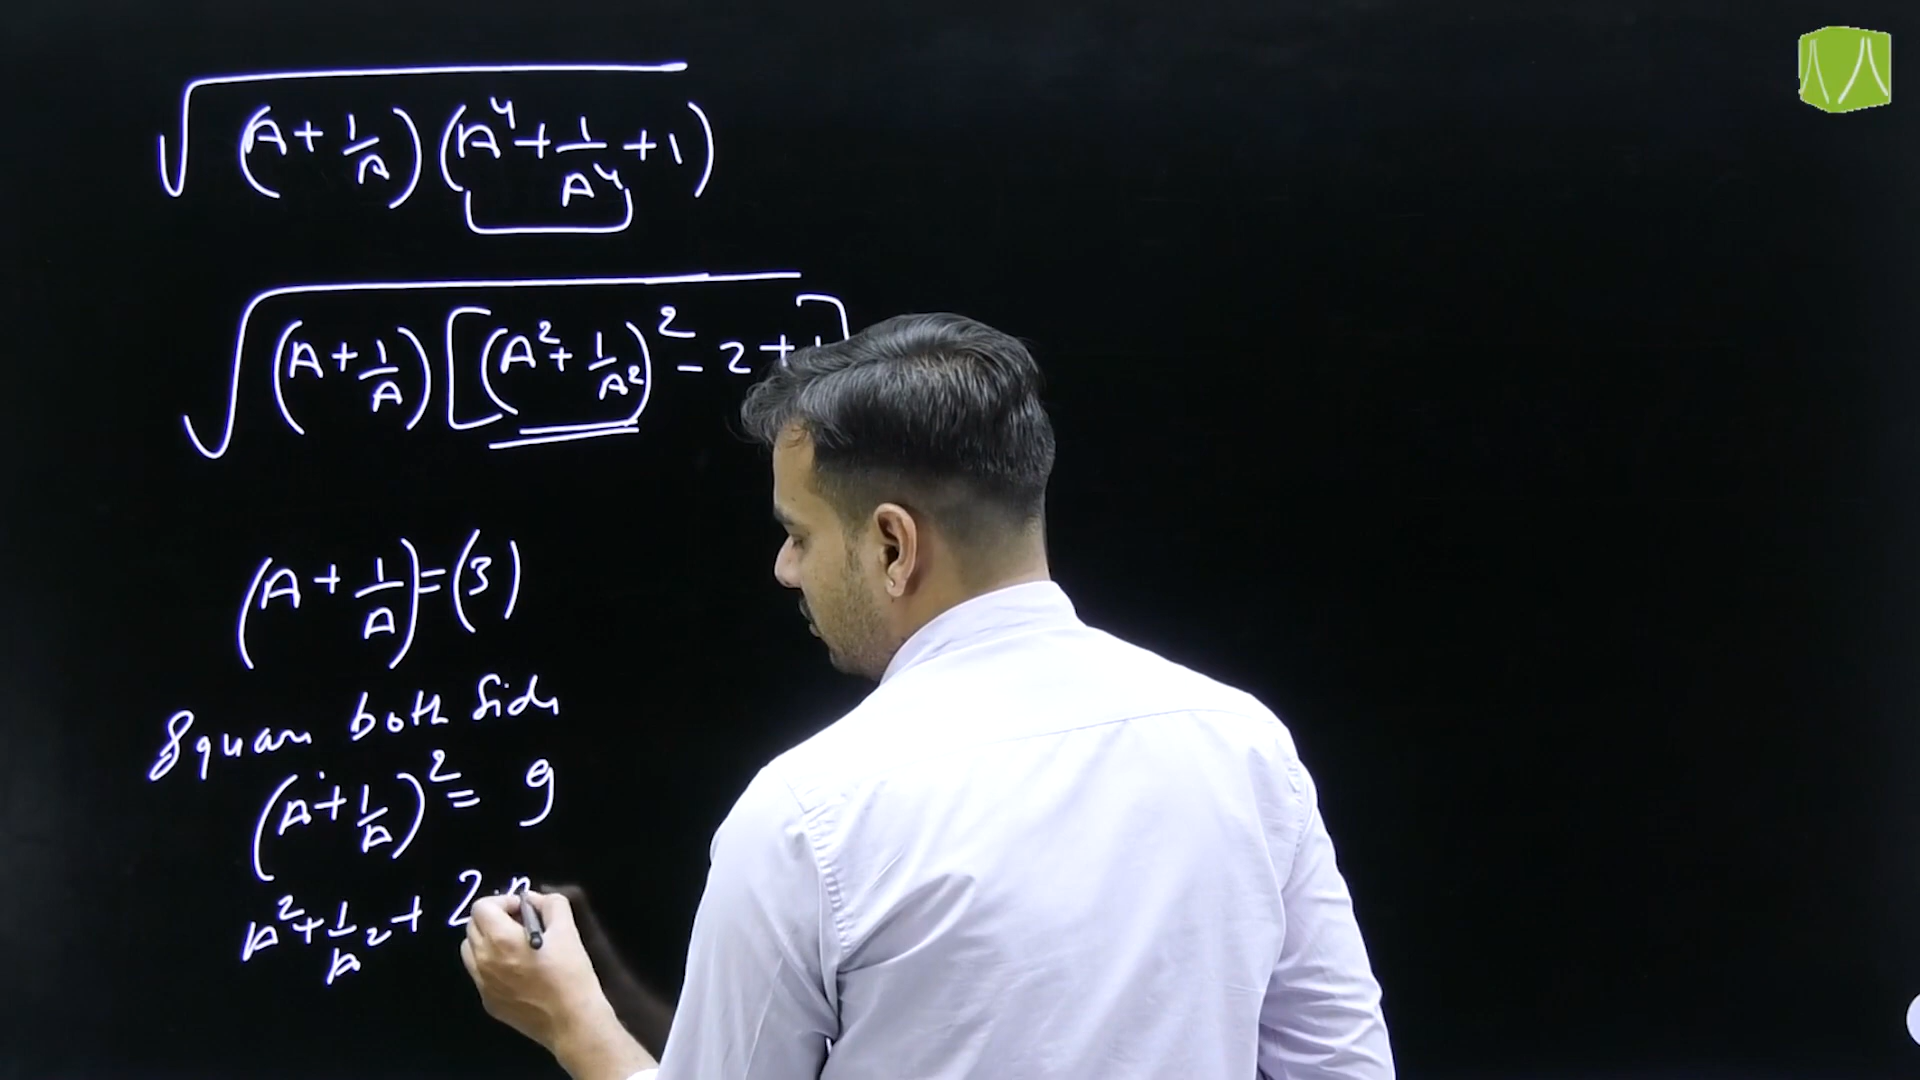 √(A + 1/A)(A⁴ + 1/A⁴ + 1)
√(A + 1/A)[(A² + 1/A²)² - 2 + 1]
(A + 1/A) = (3)
Square both Side
(A + 1/A)² = 9
A² + 1/A² + 2·A